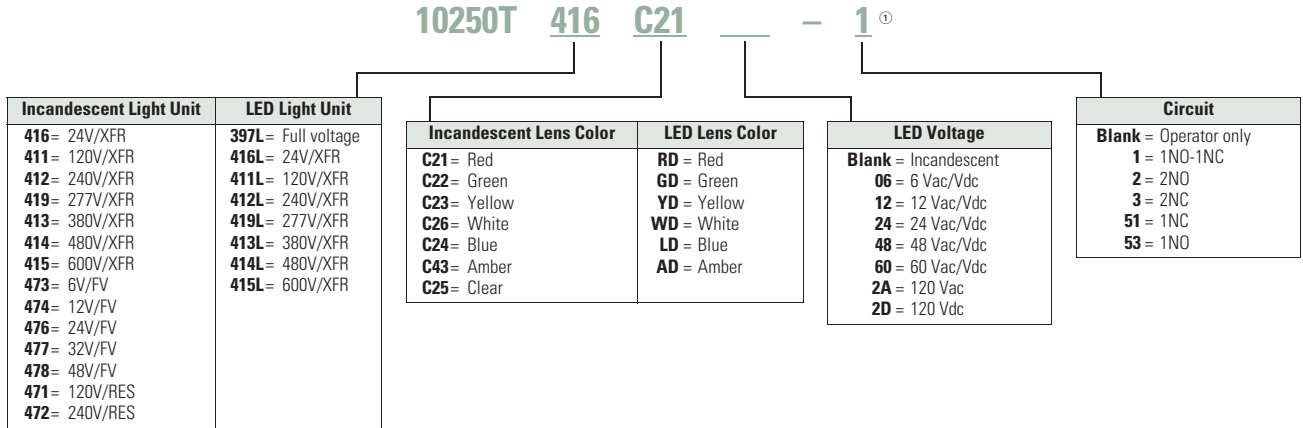 10250T 416 C21 ___ – 1 ①
Incandescent Light Unit
416= 24V/XFR
411= 120V/XFR
412= 240V/XFR
419= 277V/XFR
413= 380V/XFR
414= 480V/XFR
415= 600V/XFR
473= 6V/FV
474= 12V/FV
476= 24V/FV
477= 32V/FV
478= 48V/FV
471= 120V/RES
472= 240V/RES
LED Light Unit
397L= Full voltage
416L= 24V/XFR
411L= 120V/XFR
412L= 240V/XFR
419L= 277V/XFR
413L= 380V/XFR
414L= 480V/XFR
415L= 600V/XFR
Incandescent Lens Color
C21= Red
C22= Green
C23= Yellow
C26= White
C24= Blue
C43= Amber
C25= Clear
LED Lens Color
RD = Red
GD = Green
YD = Yellow
WD = White
LD = Blue
AD = Amber
LED Voltage
Blank = Incandescent
06 = 6 Vac/Vdc
12 = 12 Vac/Vdc
24 = 24 Vac/Vdc
48 = 48 Vac/Vdc
60 = 60 Vac/Vdc
2A = 120 Vac
2D = 120 Vdc
Circuit
Blank = Operator only
1 = 1NO-1NC
2 = 2NO
3 = 2NC
51 = 1NC
53 = 1NO